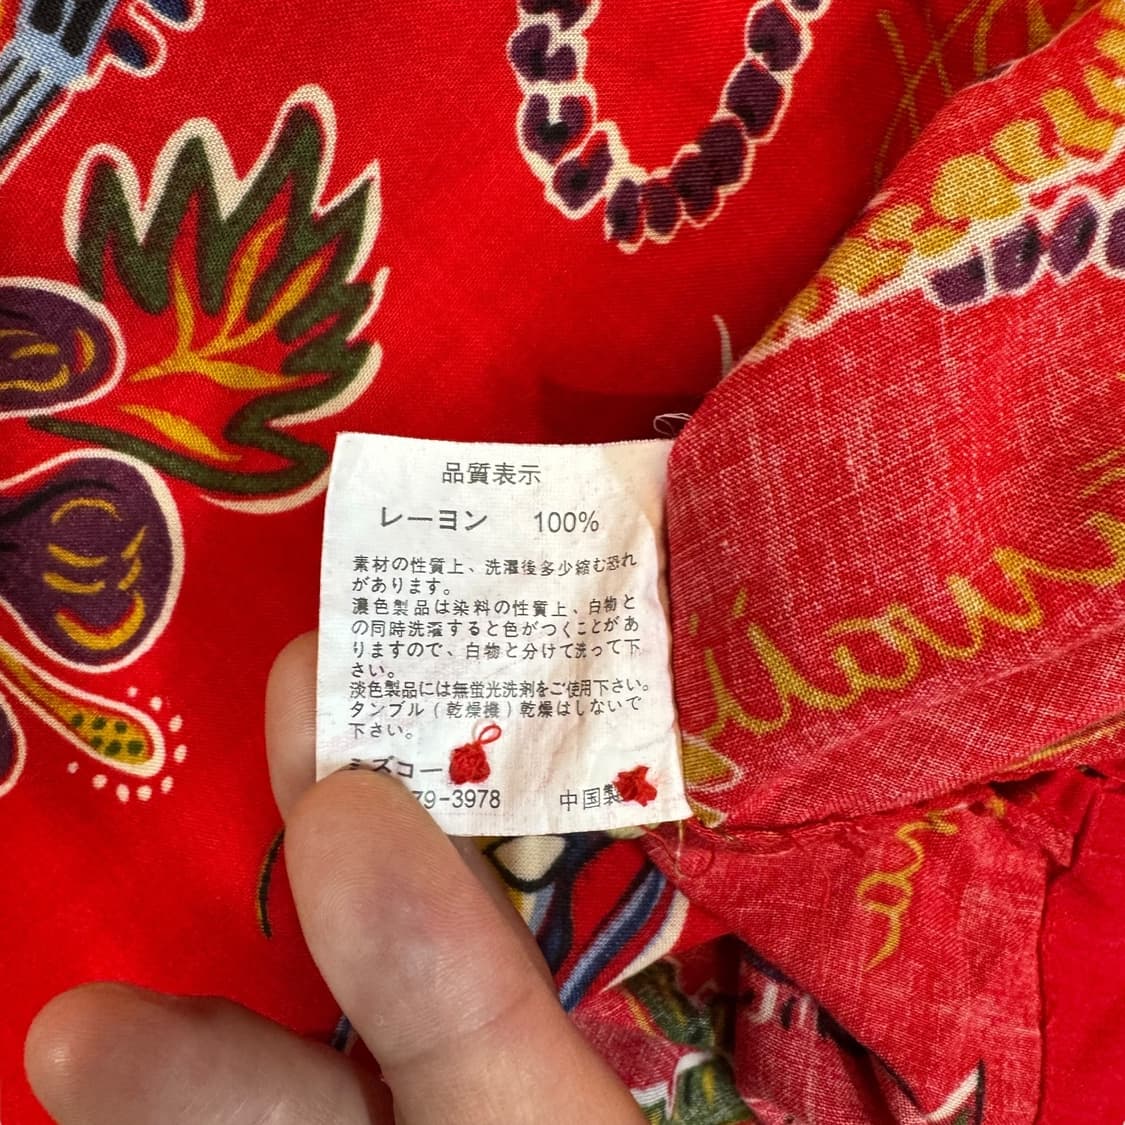 品質表示
レーヨン 100%
素材の性質上、洗濯後多少縮む恐れ
があります。
濃色製品は染料の性質上、白物と
の同時洗濯すると色がつくことがあ
りますので、白物と分けて洗って下
さい。
淡色製品には無蛍光洗剤をご使用下さい。
タンブル(乾燥機)乾燥はしないで
下さい。
ミズコー
79-3978 中国製